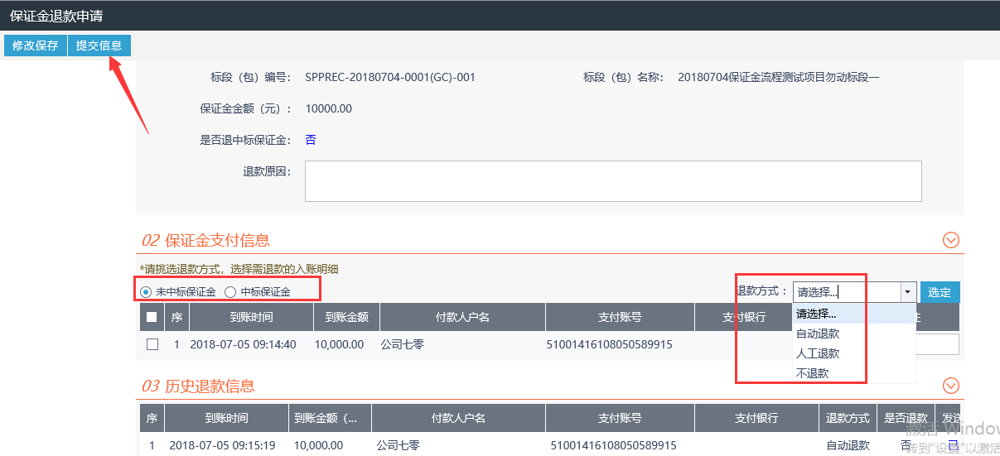 保证金退款申请
修改保存 提交信息
标段（包）编号： SPPREC-20180704-0001(GC)-001 标段（包）名称： 20180704保证金流程测试项目勿动标段一
保证金金额（元）： 10000.00
是否退中标保证金： 否
退款原因：
02 保证金支付信息
*请挑选退款方式，选择需退款的入账明细
未中标保证金 中标保证金 退款方式： 请选择... 选定
序 到账时间 到账金额 付款人户名 支付账号 支付银行
1 2018-07-05 09:14:40 10,000.00 公司七零 51001416108050589915
请选择...
自动退款
人工退款
不退款
03 历史退款信息
序 到账时间 到账金额（... 付款人户名 支付账号 支付银行 退款方式 是否退款 发送
1 2018-07-05 09:15:19 10,000.00 公司七零 51001416108050589915 自动退款 否 已
激活 Window
转到"设置"以激活